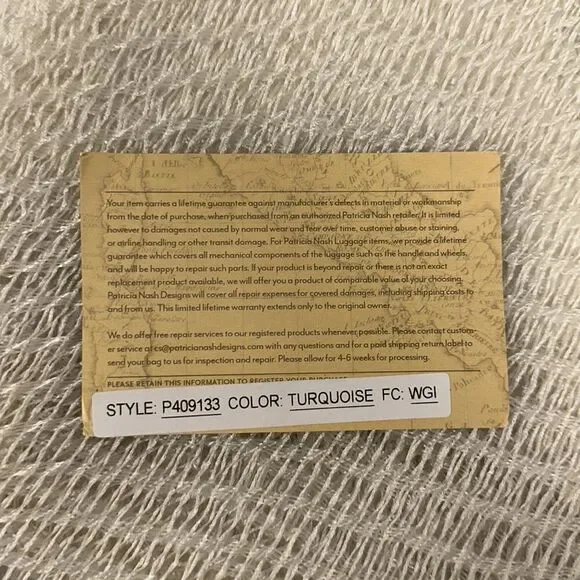 Your item carries a lifetime guarantee against manufacturer's defects in material or workmanship
from the date of purchase, when purchased from an authorized Patricia Nash retailer. It is limited
however to damages not caused by normal wear and tear over time, customer abuse or staining,
or airline handling or other transit damage. For Patricia Nash Luggage items, we provide a lifetime
guarantee which covers all mechanical components of the luggage such as the handle and wheels,
and will be happy to repair such parts. If your product is beyond repair or there is not an exact
replacement product available, we will offer you a product of comparable value of your choosing.
Patricia Nash Designs will cover all repair expenses for covered damages, including shipping costs to
and from us. This limited lifetime warranty extends only to the original owner.
We do offer free repair services to our registered products whenever possible. Please contact custom-
er service at cs@patricianashdesigns.com with any questions and for a paid shipping return label to
send your bag to us for inspection and repair. Please allow for 4-6 weeks for processing.
PLEASE RETAIN THIS INFORMATION TO REGISTER YOUR PURCHASE
STYLE: P409133 COLOR: TURQUOISE FC: WGI